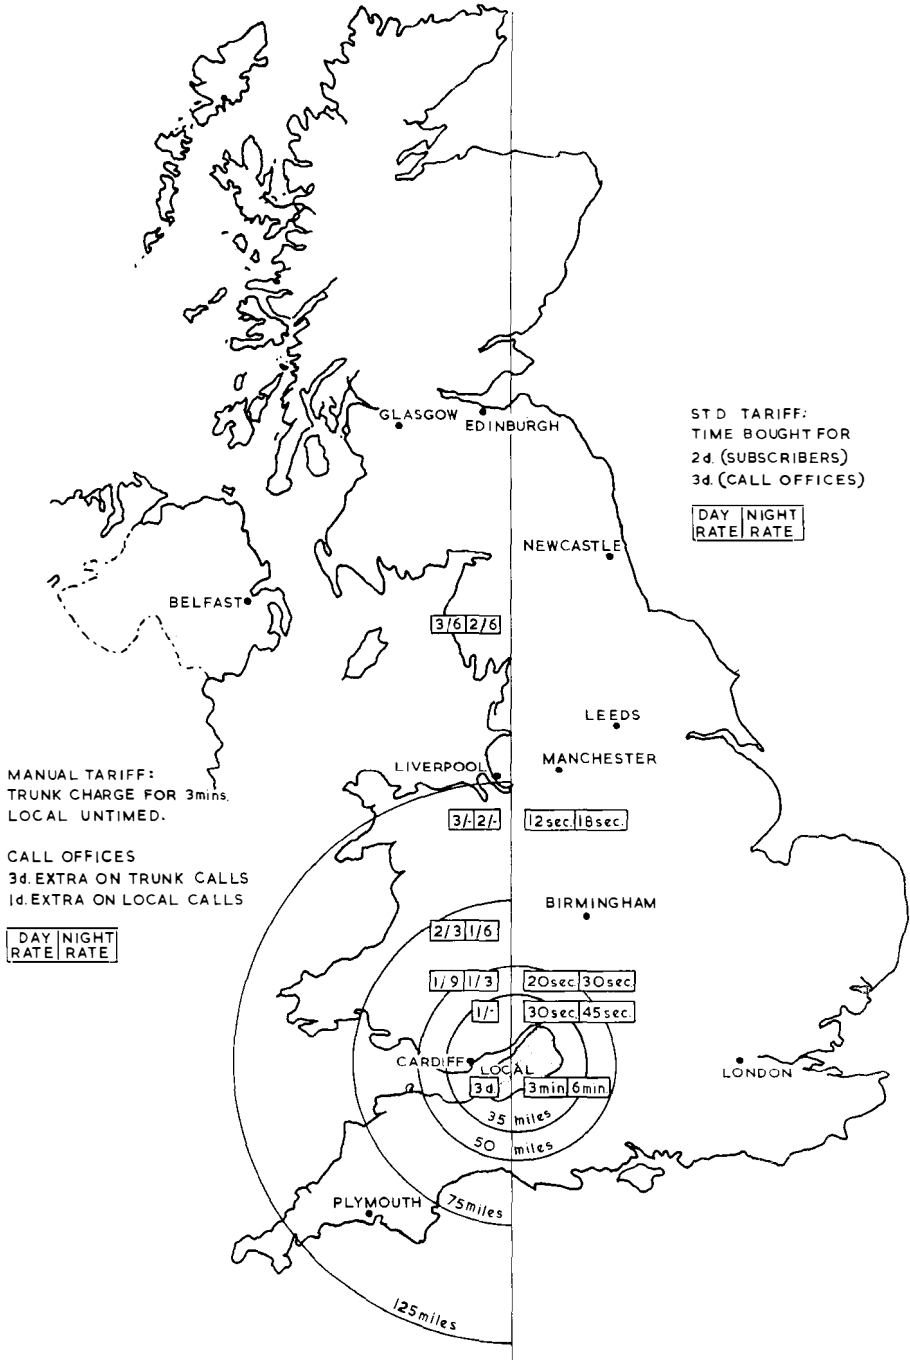 GLASGOW
EDINBURGH
STD TARIFF:
TIME BOUGHT FOR
2d. (SUBSCRIBERS)
3d. (CALL OFFICES)
DAY RATE NIGHT RATE
NEWCASTLE
BELFAST
3/6 2/6
LEEDS
MANCHESTER
LIVERPOOL
MANUAL TARIFF:
TRUNK CHARGE FOR 3mins.
LOCAL UNTIMED.
CALL OFFICES
3d. EXTRA ON TRUNK CALLS
1d. EXTRA ON LOCAL CALLS
DAY RATE NIGHT RATE
3/- 2/- 12sec. 18sec.
BIRMINGHAM
2/3 1/6
1/9 1/3 20sec. 30sec.
1/- 30sec. 45sec.
CARDIFF
LOCAL
LONDON
3d. 3min 6min.
35 miles
50 miles
75miles
PLYMOUTH
125miles